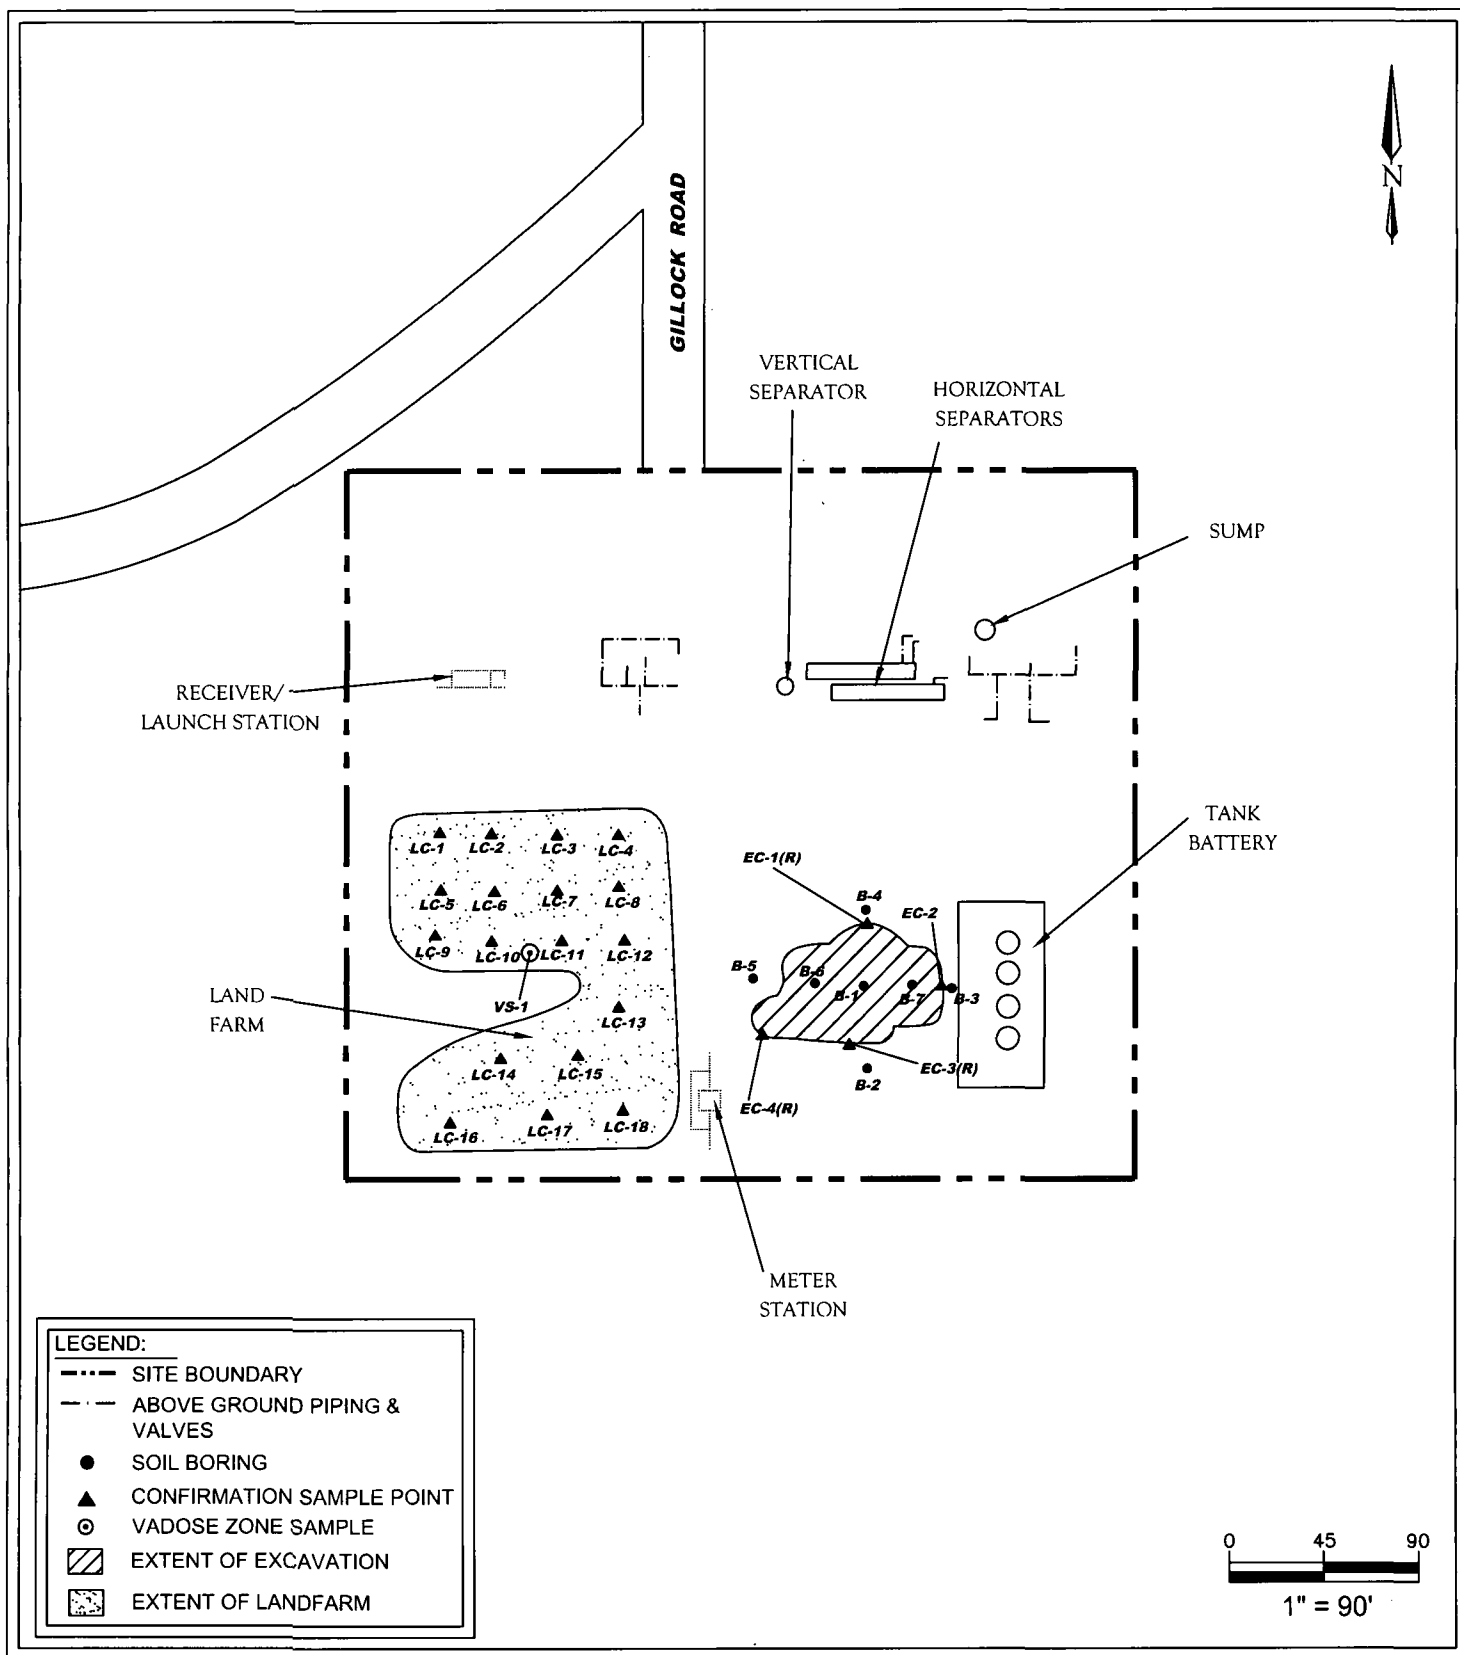 N
GILLOCK ROAD
VERTICAL
SEPARATOR
HORIZONTAL
SEPARATORS
SUMP
RECEIVER/
LAUNCH STATION
TANK
BATTERY
LC-1
LC-2
LC-3
LC-4
EC-1(R)
B-4
EC-2
LC-5
LC-6
LC-7
LC-8
LC-9
LC-10
LC-11
LC-12
B-5
B-6
B-1
B-7
B-3
LAND
FARM
VS-1
LC-13
LC-14
LC-15
EC-3(R)
B-2
EC-4(R)
LC-16
LC-17
LC-18
METER
STATION
LEGEND:
SITE BOUNDARY
ABOVE GROUND PIPING &
VALVES
SOIL BORING
CONFIRMATION SAMPLE POINT
VADOSE ZONE SAMPLE
EXTENT OF EXCAVATION
EXTENT OF LANDFARM
0 45 90
1" = 90'